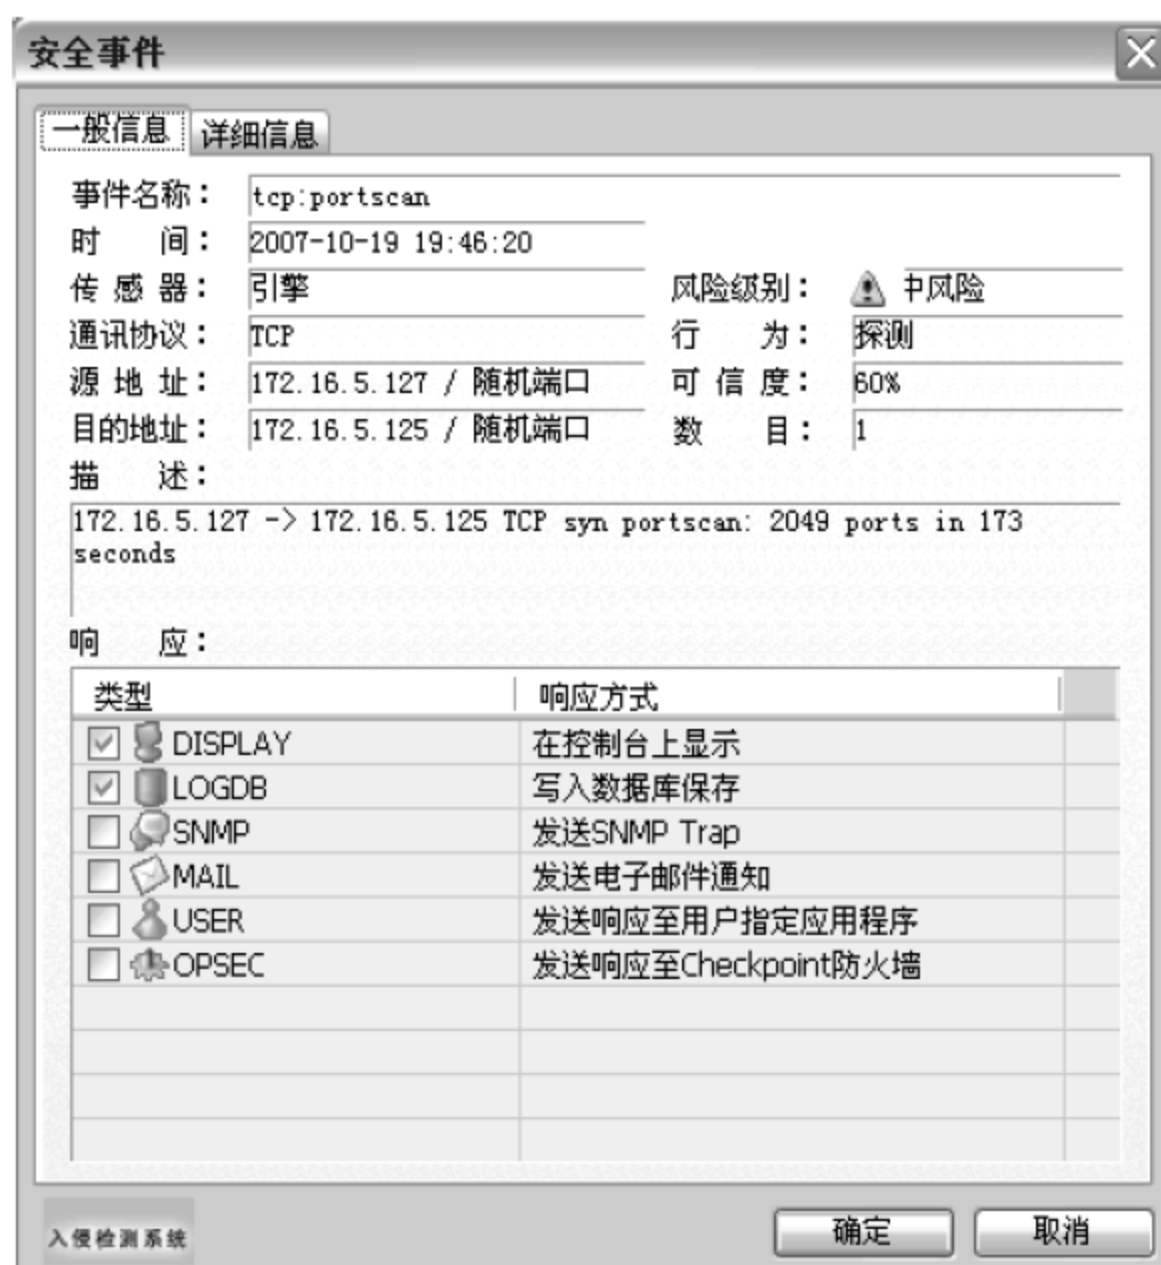 安全事件
一般信息 详细信息
事件名称： tcp:portscan
时 间： 2007-10-19 19:46:20
传 感 器： 引擎 风险级别： 中风险
通讯协议： TCP 行 为： 探测
源 地 址： 172.16.5.127 / 随机端口 可 信 度： 60%
目的地址： 172.16.5.125 / 随机端口 数 目： 1
描 述：
172.16.5.127 -> 172.16.5.125 TCP syn portscan: 2049 ports in 173
seconds
响 应：
类型 响应方式
DISPLAY 在控制台上显示
LOGDB 写入数据库保存
SNMP 发送SNMP Trap
MAIL 发送电子邮件通知
USER 发送响应至用户指定应用程序
OPSEC 发送响应至Checkpoint防火墙
入侵检测系统 确定 取消